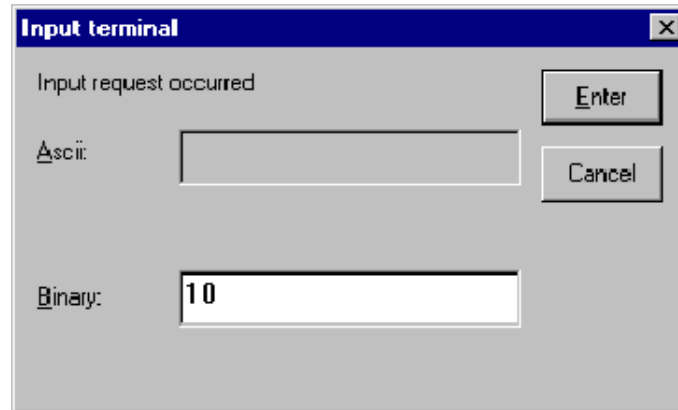 Input terminal
Input request occurred
Enter
Ascii:
Cancel
Binary:
10